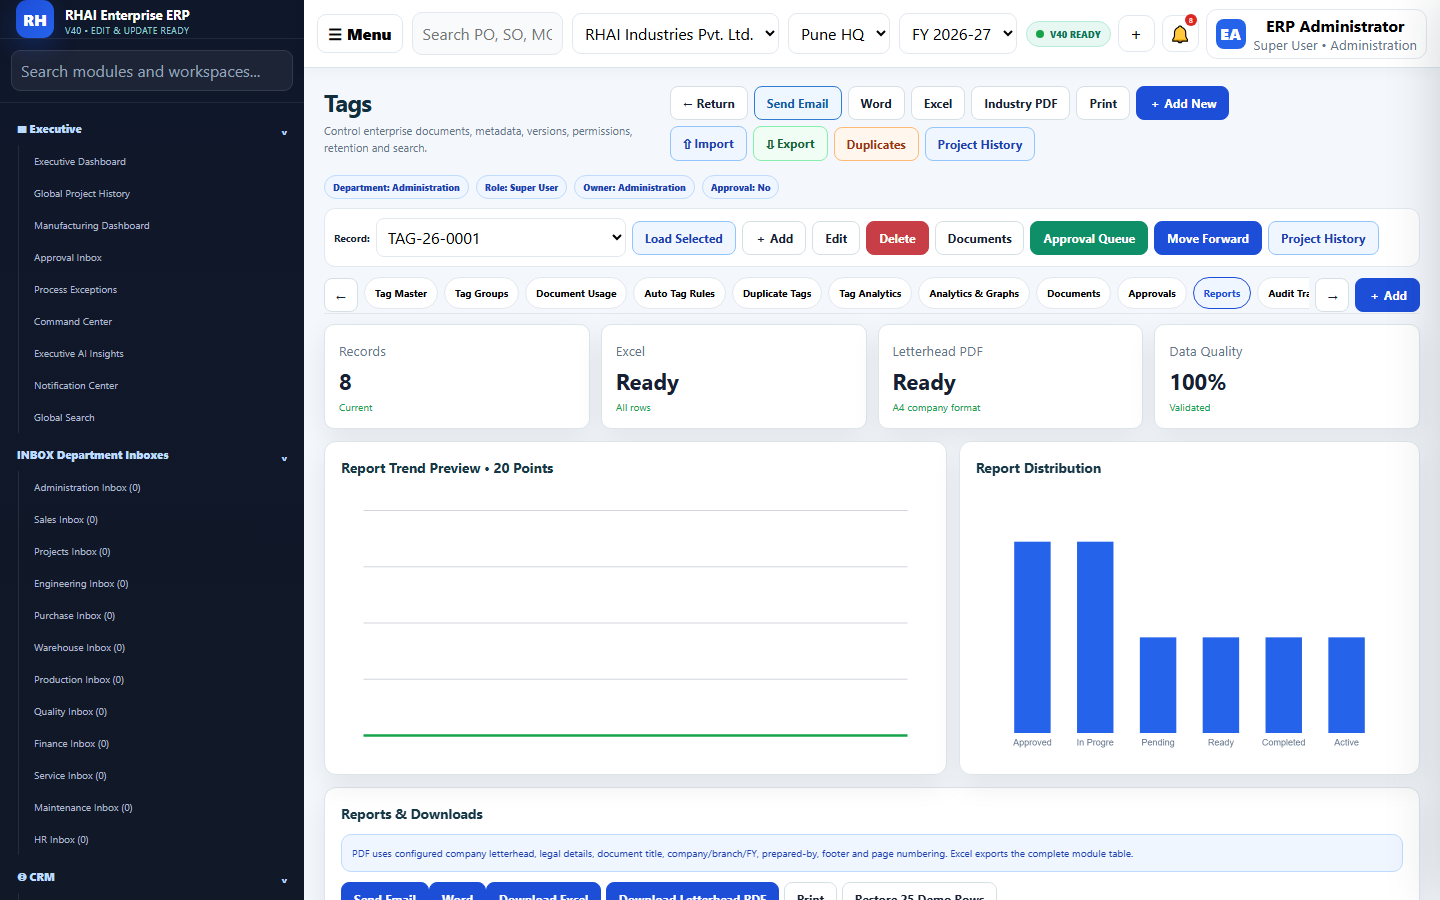 RH
RHAI Enterprise ERP
V40 • EDIT & UPDATE READY
Search modules and workspaces...
Executive
Executive Dashboard
Global Project History
Manufacturing Dashboard
Approval Inbox
Process Exceptions
Command Center
Executive AI Insights
Notification Center
Global Search
INBOX Department Inboxes
Administration Inbox (0)
Sales Inbox (0)
Projects Inbox (0)
Engineering Inbox (0)
Purchase Inbox (0)
Warehouse Inbox (0)
Production Inbox (0)
Quality Inbox (0)
Finance Inbox (0)
Service Inbox (0)
Maintenance Inbox (0)
HR Inbox (0)
CRM
☰ Menu
Search PO, SO, MO
RHAI Industries Pvt. Ltd.
Pune HQ
FY 2026-27
V40 READY
+
8
EA
ERP Administrator
Super User • Administration
Tags
Control enterprise documents, metadata, versions, permissions,
retention and search.
← Return
Send Email
Word
Excel
Industry PDF
Print
+ Add New
⇧ Import
⇩ Export
Duplicates
Project History
Department: Administration
Role: Super User
Owner: Administration
Approval: No
Record:
TAG-26-0001
Load Selected
+ Add
Edit
Delete
Documents
Approval Queue
Move Forward
Project History
←
Tag Master
Tag Groups
Document Usage
Auto Tag Rules
Duplicate Tags
Tag Analytics
Analytics & Graphs
Documents
Approvals
Reports
Audit Tra
→
+ Add
Records
8
Current
Excel
Ready
All rows
Letterhead PDF
Ready
A4 company format
Data Quality
100%
Validated
Report Trend Preview • 20 Points
Report Distribution
Approved
In Progre
Pending
Ready
Completed
Active
Reports & Downloads
PDF uses configured company letterhead, legal details, document title, company/branch/FY, prepared-by, footer and page numbering. Excel exports the complete module table.
Send Email
Word
Download Excel
Download Letterhead PDF
Print
Restore 25 Demo Rows